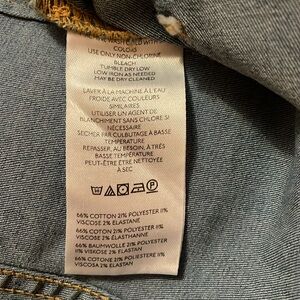 COLDS
USE ONLY NON-CHLORINE
BLEACH
TUMBLE DRY LOW
LOW IRON AS NEEDED
MAY BE DRY CLEANED
LAVER À LA MACHINE À L'EAU
FROIDE AVEC COULEURS
SIMILAIRES
UTILISER UN AGENT DE
BLANCHIMENT SANS CHLORE SI
NÉCESSAIRE
SÉCHER PAR CULBUTAGE À BASSE
TEMPÉRATURE
REPASSER, AU BESOIN, À TRÈS
BASSE TEMPÉRATURE
PEUT-ÊTRE ÊTRE NETTOYÉE
À SEC
66% COTTON 21% POLYESTER 11%
VISCOSE 2% ELASTANE
66% COTON 21% POLYESTER 11%
VISCOSE 2% ÉLASTHANNE
66% BAUMWOLLE 21% POLYESTER
11% VISKOSE 2% ELASTAN
66% COTONE 21% POLIESTERE 11%
VISCOSA 2% ELASTAN